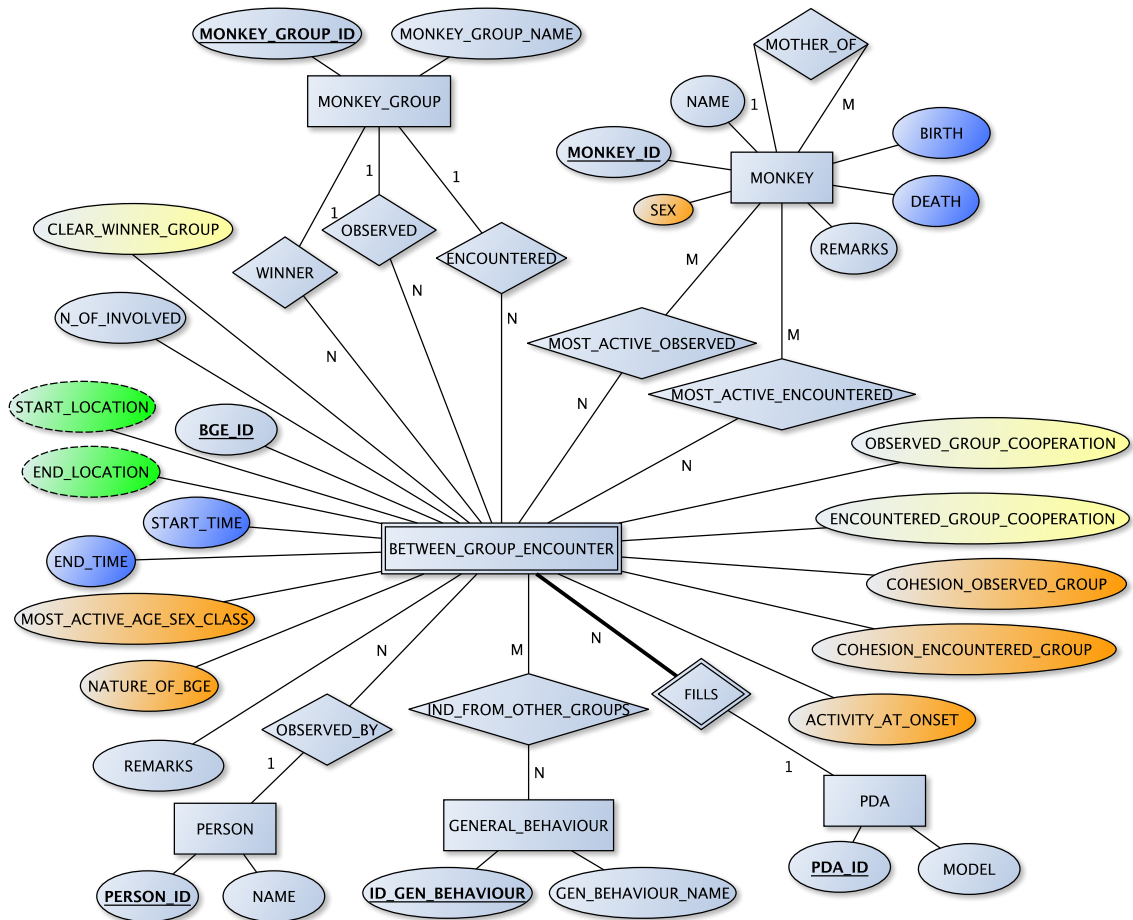 MONKEY_GROUP_ID
MONKEY_GROUP_NAME
MOTHER_OF
MONKEY_GROUP
NAME
1
M
BIRTH
MONKEY_ID
MONKEY
1
1
DEATH
SEX
CLEAR_WINNER_GROUP
1
OBSERVED
REMARKS
WINNER
ENCOUNTERED
M
N
N_OF_INVOLVED
N
M
MOST_ACTIVE_OBSERVED
N
MOST_ACTIVE_ENCOUNTERED
START_LOCATION
N
BGE_ID
OBSERVED_GROUP_COOPERATION
END_LOCATION
N
START_TIME
ENCOUNTERED_GROUP_COOPERATION
BETWEEN_GROUP_ENCOUNTER
END_TIME
COHESION_OBSERVED_GROUP
MOST_ACTIVE_AGE_SEX_CLASS
N
M
N
COHESION_ENCOUNTERED_GROUP
NATURE_OF_BGE
FILLS
IND_FROM_OTHER_GROUPS
ACTIVITY_AT_ONSET
OBSERVED_BY
REMARKS
1
N
1
PDA
PERSON
GENERAL_BEHAVIOUR
PDA_ID
MODEL
PERSON_ID
NAME
ID_GEN_BEHAVIOUR
GEN_BEHAVIOUR_NAME